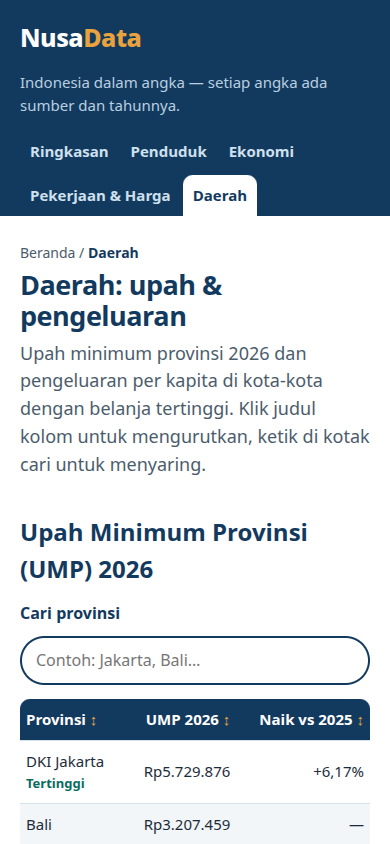 NusaData
Indonesia dalam angka — setiap angka ada
sumber dan tahunnya.
Ringkasan Penduduk Ekonomi
Pekerjaan & Harga Daerah
Beranda / Daerah
Daerah: upah &
pengeluaran
Upah minimum provinsi 2026 dan
pengeluaran per kapita di kota-kota
dengan belanja tertinggi. Klik judul
kolom untuk mengurutkan, ketik di kotak
cari untuk menyaring.
Upah Minimum Provinsi
(UMP) 2026
Cari provinsi
Contoh: Jakarta, Bali...
Provinsi ↕ UMP 2026 ↕ Naik vs 2025 ↕
DKI Jakarta Rp5.729.876 +6,17%
Tertinggi
Bali Rp3.207.459 —